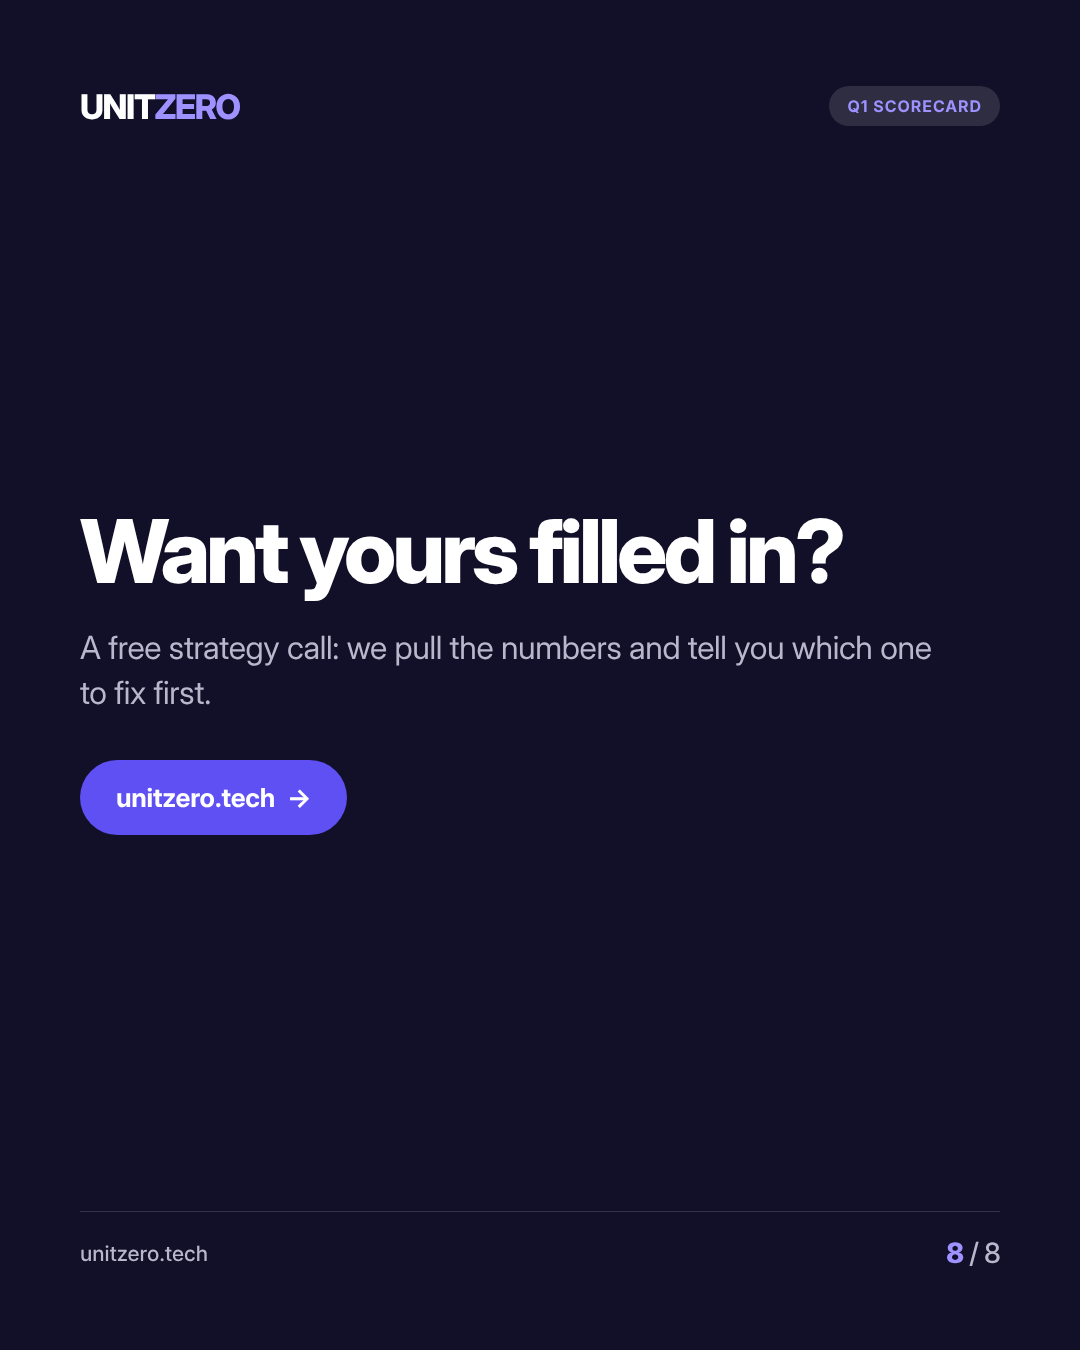 UNITZERO
Q1 SCORECARD
Want yours filled in?
A free strategy call: we pull the numbers and tell you which one
to fix first.
unitzero.tech →
unitzero.tech
8 / 8